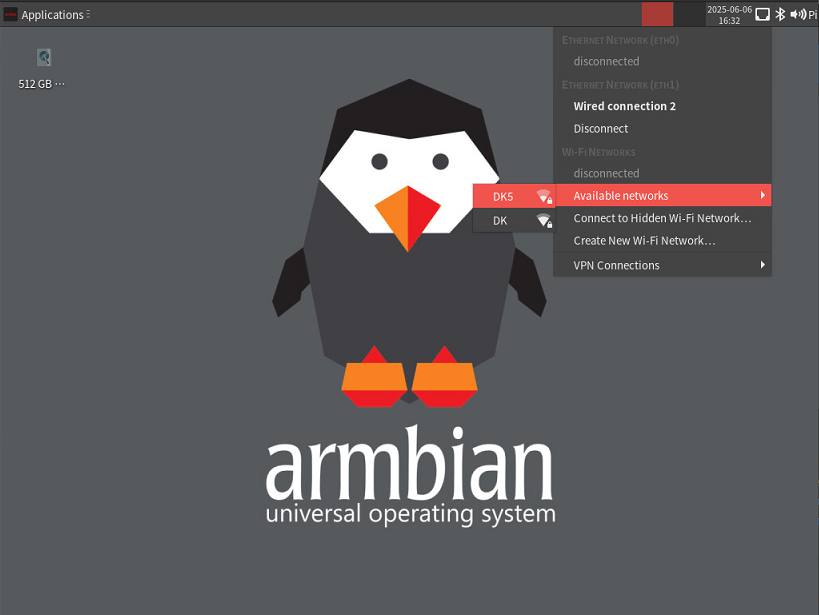 Applications
2025-06-06
16:32
Pi
512 GB ···
Ethernet Network (eth0)
disconnected
Ethernet Network (eth1)
Wired connection 2
Disconnect
Wi-Fi Networks
disconnected
DK5
Available networks
DK
Connect to Hidden Wi-Fi Network…
Create New Wi-Fi Network…
VPN Connections
armbian
universal operating system